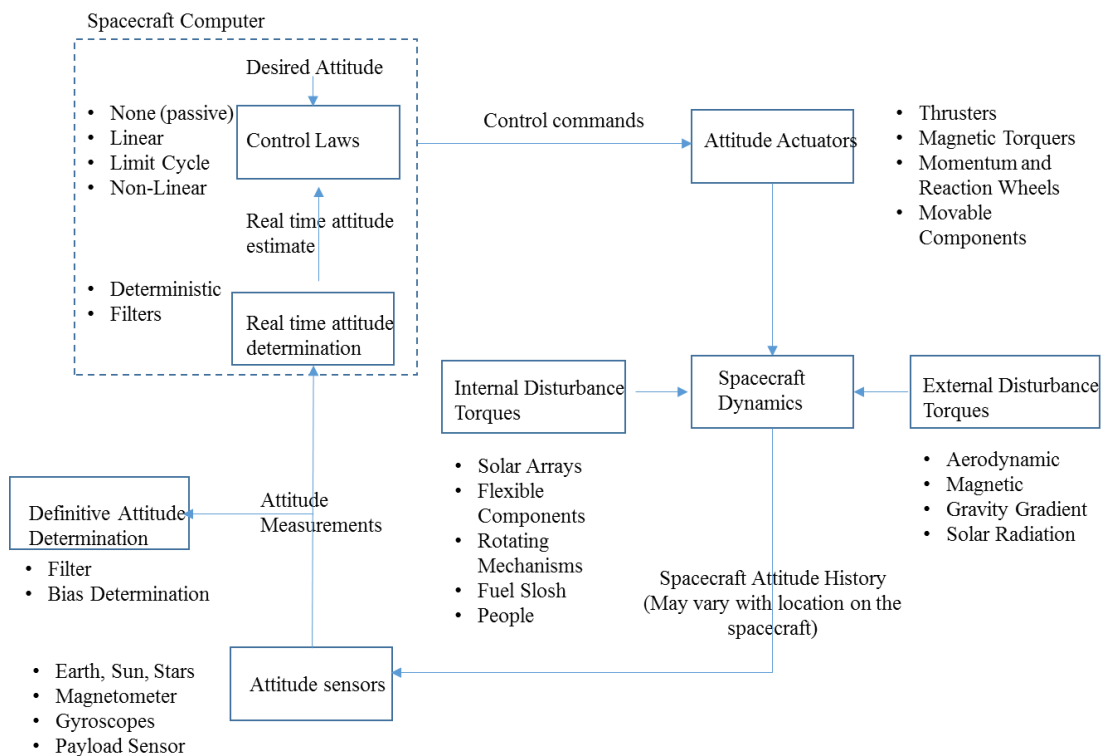 Spacecraft Computer
Desired Attitude
• None (passive)
• Linear
• Limit Cycle
• Non-Linear
Control Laws
Control commands
Attitude Actuators
• Thrusters
• Magnetic Torquers
• Momentum and
Reaction Wheels
• Movable
Components
Real time attitude
estimate
• Deterministic
• Filters
Real time attitude
determination
Internal Disturbance
Torques
Spacecraft
Dynamics
External Disturbance
Torques
• Solar Arrays
• Flexible
Components
• Rotating
Mechanisms
• Fuel Slosh
• People
• Aerodynamic
• Magnetic
• Gravity Gradient
• Solar Radiation
Definitive Attitude
Determination
Attitude
Measurements
• Filter
• Bias Determination
Spacecraft Attitude History
(May vary with location on the
spacecraft)
• Earth, Sun, Stars
• Magnetometer
• Gyroscopes
• Payload Sensor
Attitude sensors